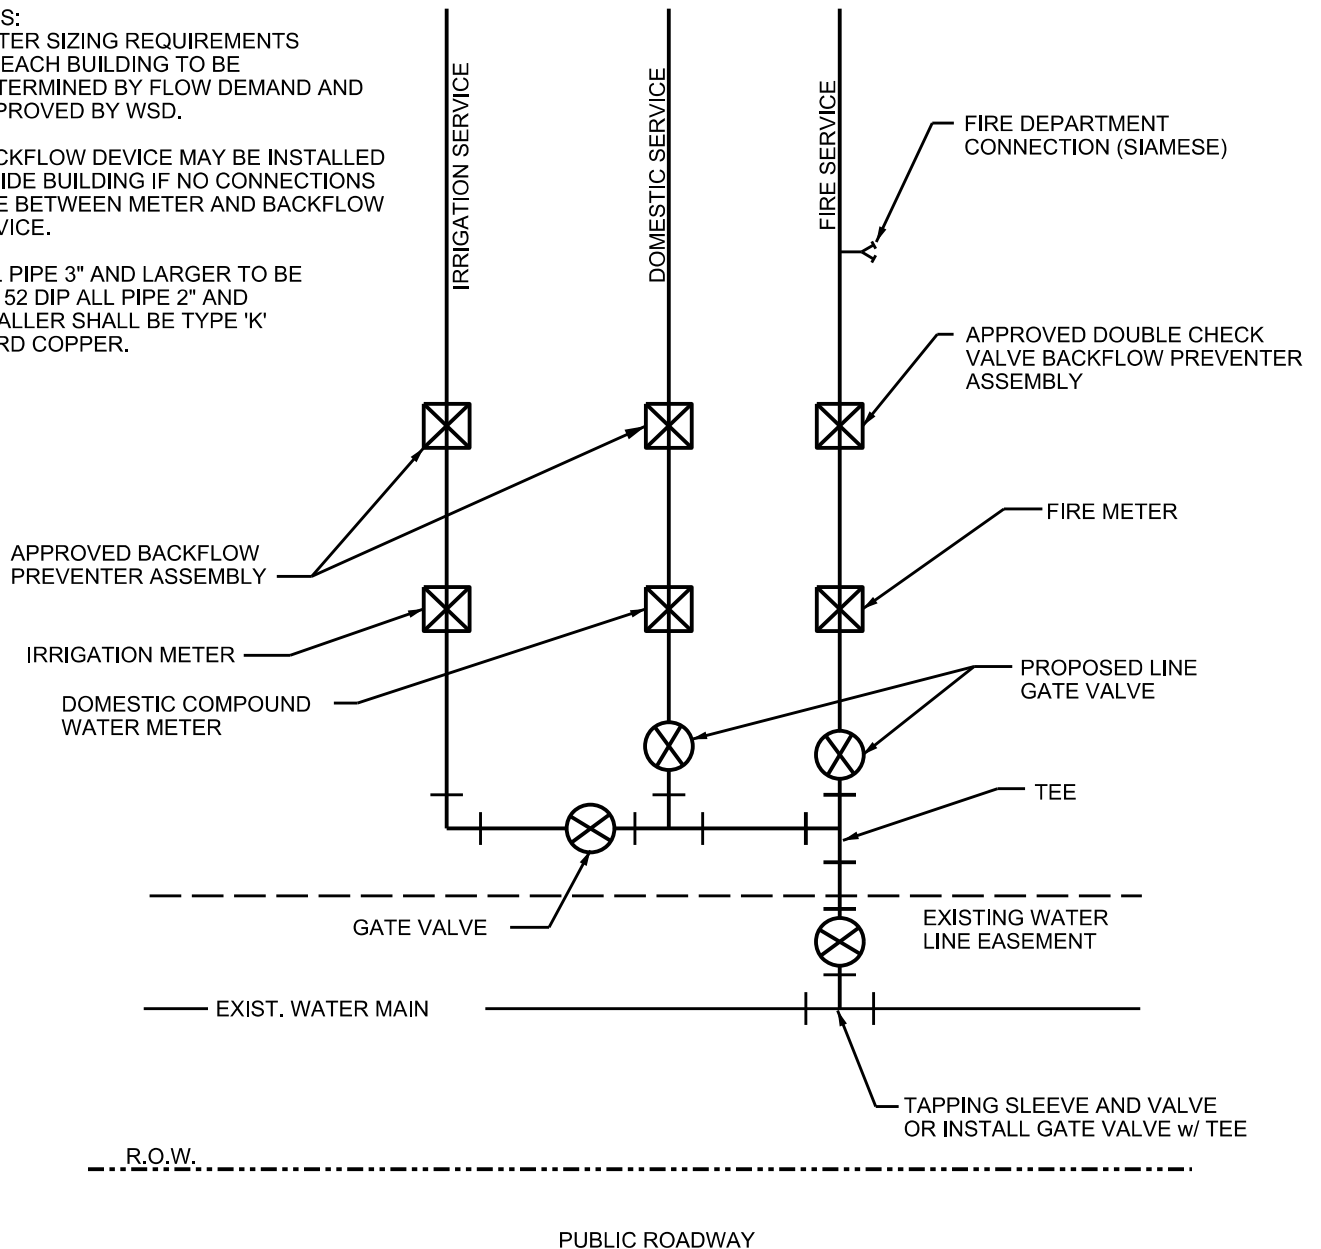 S:
TER SIZING REQUIREMENTS
EACH BUILDING TO BE
TERMINED BY FLOW DEMAND AND
PROVED BY WSD.
CKFLOW DEVICE MAY BE INSTALLED
IDE BUILDING IF NO CONNECTIONS
E BETWEEN METER AND BACKFLOW
VICE.
L PIPE 3" AND LARGER TO BE
52 DIP ALL PIPE 2" AND
ALLER SHALL BE TYPE 'K'
RD COPPER.
IRRIGATION SERVICE
DOMESTIC SERVICE
FIRE SERVICE
FIRE DEPARTMENT
CONNECTION (SIAMESE)
APPROVED DOUBLE CHECK
VALVE BACKFLOW PREVENTER
ASSEMBLY
FIRE METER
APPROVED BACKFLOW
PREVENTER ASSEMBLY
IRRIGATION METER
DOMESTIC COMPOUND
WATER METER
PROPOSED LINE
GATE VALVE
TEE
GATE VALVE
EXISTING WATER
LINE EASEMENT
EXIST. WATER MAIN
TAPPING SLEEVE AND VALVE
OR INSTALL GATE VALVE w/ TEE
R.O.W.
PUBLIC ROADWAY